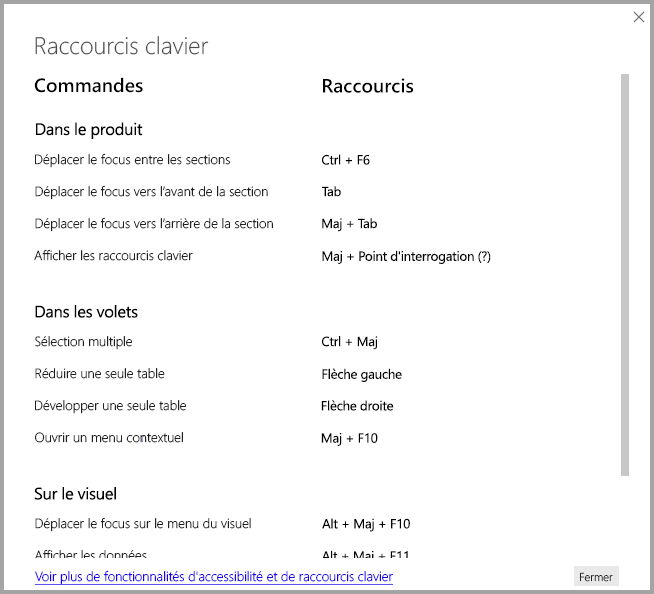 Raccourcis clavier
Commandes Raccourcis
Dans le produit
Déplacer le focus entre les sections Ctrl + F6
Déplacer le focus vers l'avant de la section Tab
Déplacer le focus vers l'arrière de la section Maj + Tab
Afficher les raccourcis clavier Maj + Point d'interrogation (?)
Dans les volets
Sélection multiple Ctrl + Maj
Réduire une seule table Flèche gauche
Développer une seule table Flèche droite
Ouvrir un menu contextuel Maj + F10
Sur le visuel
Déplacer le focus sur le menu du visuel Alt + Maj + F10
Afficher les données Alt + Maj + F11
Voir plus de fonctionnalités d'accessibilité et de raccourcis clavier Fermer